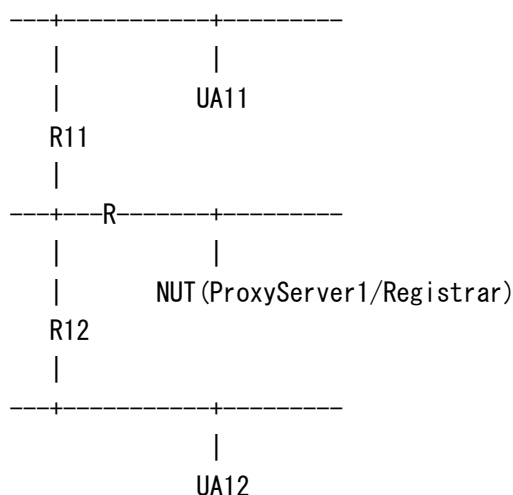 UA11
R11
R
NUT(ProxyServer1/Registrar)
R12
UA12